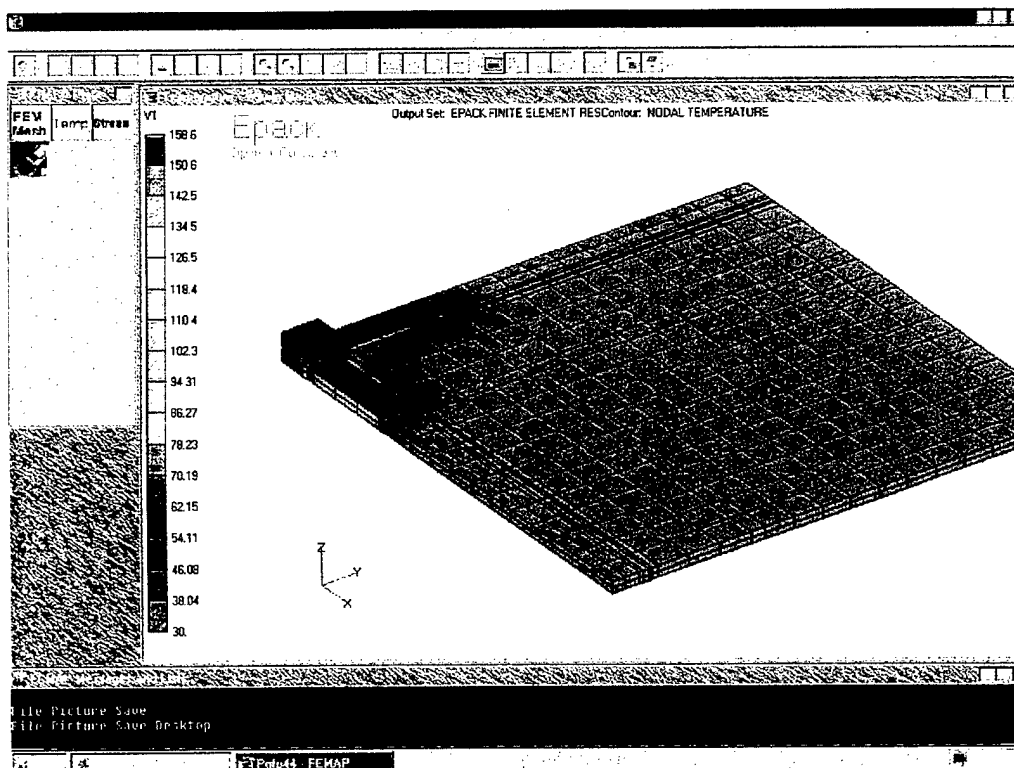 Output Set: EPACK FINITE ELEMENT RESContour: NODAL TEMPERATURE
FEM Temp Stress
Mesh
V1
Epack
158.6
150.6
142.5
134.5
126.5
118.4
110.4
102.3
94.31
86.27
78.23
70.19
62.15
54.11
46.08
38.04
30.
Z
Y
X
File Picture Save
File Picture Save Desktop
FEMAP